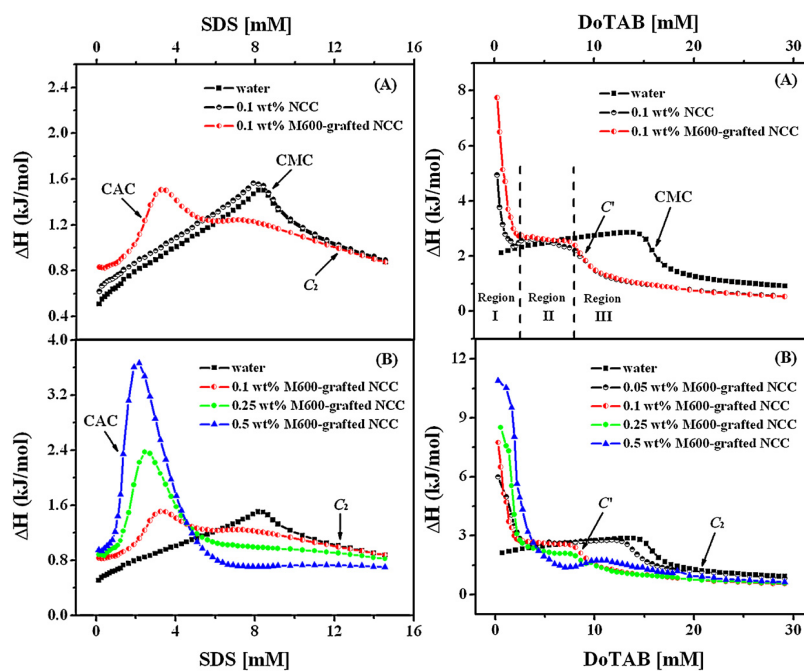 SDS [mM]
0 4 8 12 16
(A)
water
0.1 wt% NCC
0.1 wt% M600-grafted NCC
CAC
CMC
C₂
2.4
2.0
1.6
1.2
0.8
0.4
ΔH (kJ/mol)
DoTAB [mM]
0 10 20 30
(A)
water
0.1 wt% NCC
0.1 wt% M600-grafted NCC
C'
CMC
Region Region Region
I II III
8
6
4
2
0
ΔH (kJ/mol)
(B)
water
0.1 wt% M600-grafted NCC
0.25 wt% M600-grafted NCC
0.5 wt% M600-grafted NCC
CAC
C₂
4.0
3.2
2.4
1.6
0.8
0.0
ΔH (kJ/mol)
0 4 8 12 16
SDS [mM]
(B)
water
0.05 wt% M600-grafted NCC
0.1 wt% M600-grafted NCC
0.25 wt% M600-grafted NCC
0.5 wt% M600-grafted NCC
C'
C₂
12
9
6
3
0
ΔH (kJ/mol)
0 10 20 30
DoTAB [mM]